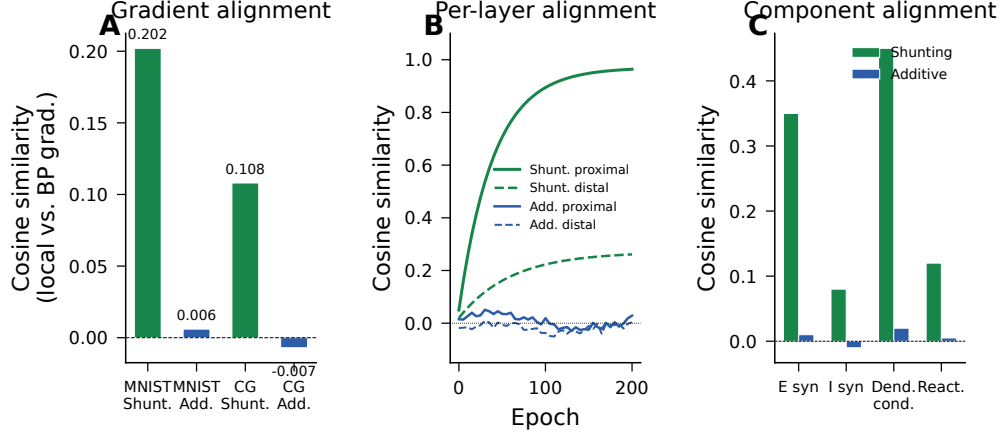 A
Gradient alignment
Cosine similarity
(local vs. BP grad.)
0.20
0.15
0.10
0.05
0.00
0.202
0.006
0.108
-0.007
MNIST
Shunt.
MNIST
Add.
CG
Shunt.
CG
Add.
B
Per-layer alignment
Cosine similarity
1.0
0.8
0.6
0.4
0.2
0.0
Shunt. proximal
Shunt. distal
Add. proximal
Add. distal
0
100
200
Epoch
C
Component alignment
Cosine similarity
0.4
0.3
0.2
0.1
0.0
Shunting
Additive
E syn
I syn
Dend.
cond.
React.